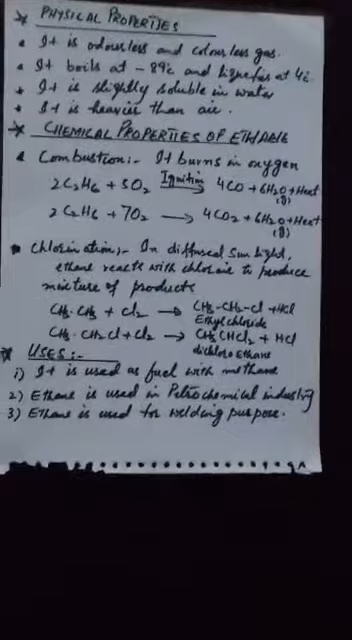 * PHYSICAL PROPERTIES
• It is odourless and colourless gas.
• It boils at -89°c and liquefies at 4°c
• It is slightly soluble in water
• It is heavier than air.
* CHEMICAL PROPERTIES OF ETHANE
• Combustion:- It burns in oxygen
2C2H6 + 5O2 Igniting → 4CO + 6H2O + Heat
(g)
2C2H6 + 7O2 → 4CO2 + 6H2O + Heat
(g)
• Chlorination:- In diffused sun light,
ethane reacts with chlorine to produce
mixture of products
CH3-CH3 + Cl2 → CH3-CH2-Cl + HCl
Ethyl chloride
CH3-CH2Cl + Cl2 → CH3CHCl2 + HCl
dichloro Ethane
* USES:-
1) It is used as fuel with methane
2) Ethane is used in Petrochemical industry
3) Ethane is used for welding purpose.